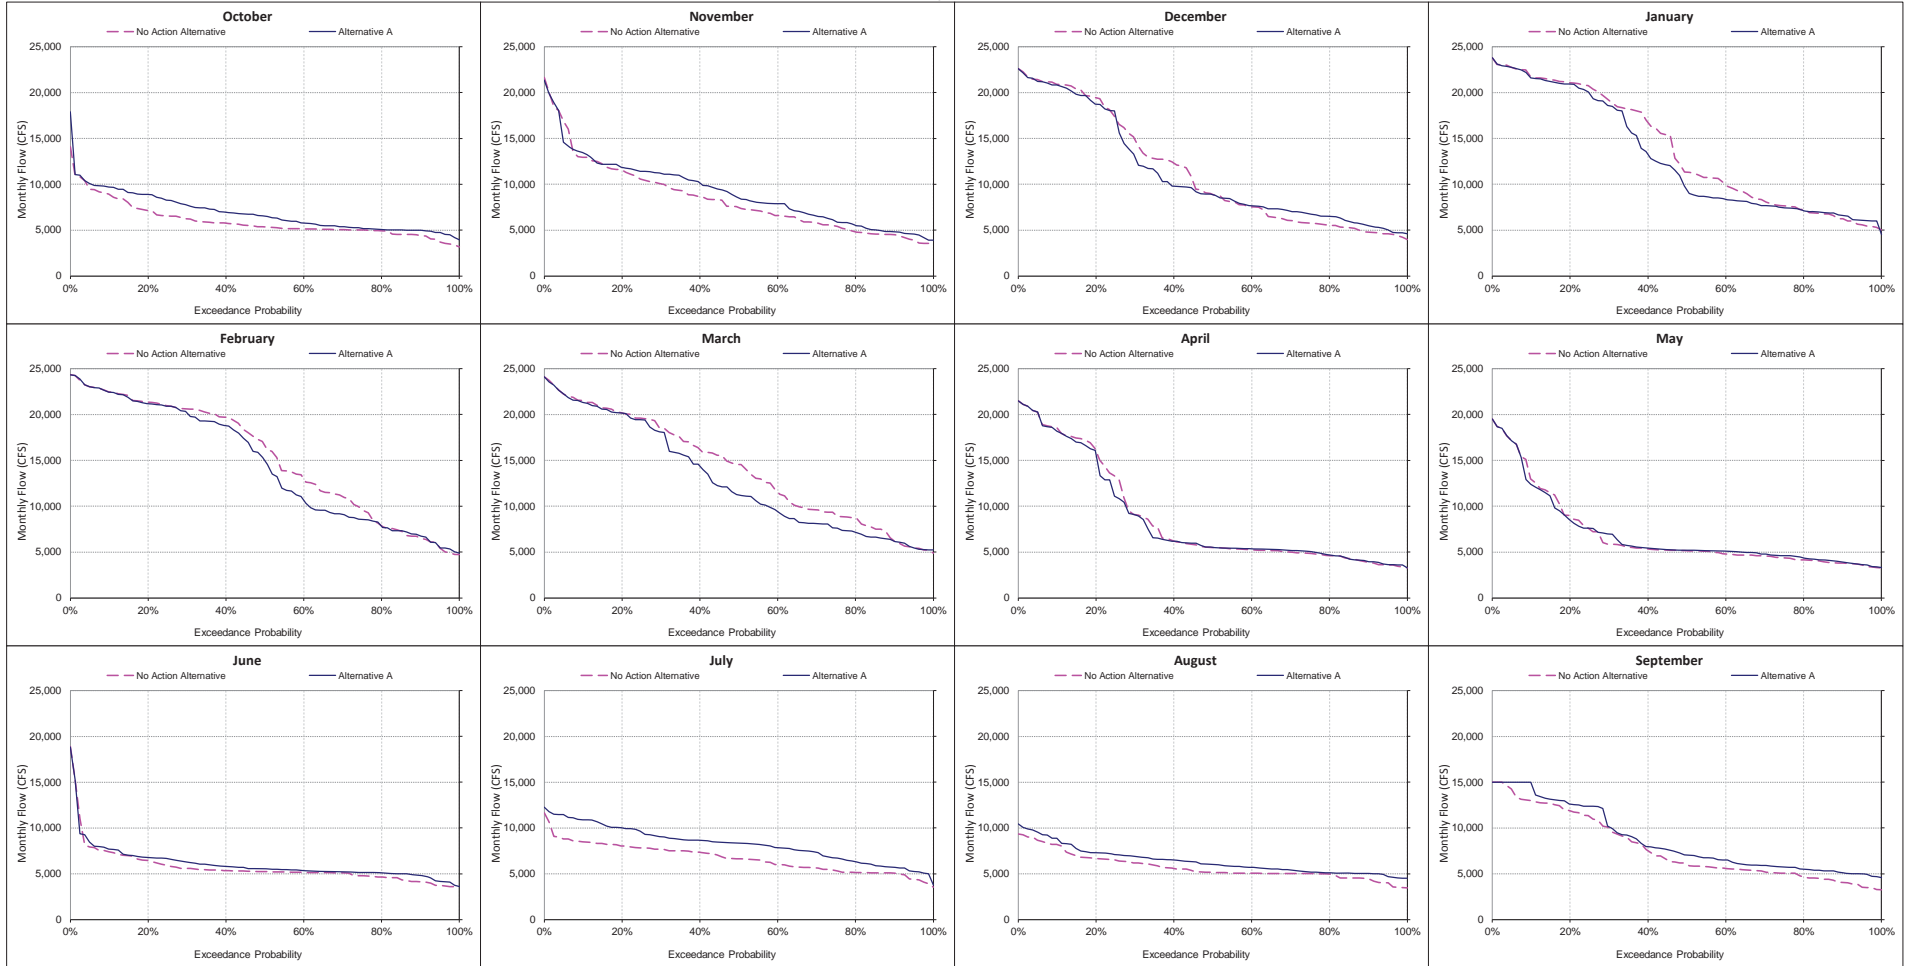 October
No Action Alternative Alternative A
25,000
20,000
15,000
10,000
5,000
0
Monthly Flow (CFS)
0% 20% 40% 60% 80% 100%
Exceedance Probability
November
No Action Alternative Alternative A
25,000
20,000
15,000
10,000
5,000
0
Monthly Flow (CFS)
0% 20% 40% 60% 80% 100%
Exceedance Probability
December
No Action Alternative Alternative A
25,000
20,000
15,000
10,000
5,000
0
Monthly Flow (CFS)
0% 20% 40% 60% 80% 100%
Exceedance Probability
January
No Action Alternative Alternative A
25,000
20,000
15,000
10,000
5,000
0
Monthly Flow (CFS)
0% 20% 40% 60% 80% 100%
Exceedance Probability
February
No Action Alternative Alternative A
25,000
20,000
15,000
10,000
5,000
0
Monthly Flow (CFS)
0% 20% 40% 60% 80% 100%
Exceedance Probability
March
No Action Alternative Alternative A
25,000
20,000
15,000
10,000
5,000
0
Monthly Flow (CFS)
0% 20% 40% 60% 80% 100%
Exceedance Probability
April
No Action Alternative Alternative A
25,000
20,000
15,000
10,000
5,000
0
Monthly Flow (CFS)
0% 20% 40% 60% 80% 100%
Exceedance Probability
May
No Action Alternative Alternative A
25,000
20,000
15,000
10,000
5,000
0
Monthly Flow (CFS)
0% 20% 40% 60% 80% 100%
Exceedance Probability
June
No Action Alternative Alternative A
25,000
20,000
15,000
10,000
5,000
0
Monthly Flow (CFS)
0% 20% 40% 60% 80% 100%
Exceedance Probability
July
No Action Alternative Alternative A
25,000
20,000
15,000
10,000
5,000
0
Monthly Flow (CFS)
0% 20% 40% 60% 80% 100%
Exceedance Probability
August
No Action Alternative Alternative A
25,000
20,000
15,000
10,000
5,000
0
Monthly Flow (CFS)
0% 20% 40% 60% 80% 100%
Exceedance Probability
September
No Action Alternative Alternative A
25,000
20,000
15,000
10,000
5,000
0
Monthly Flow (CFS)
0% 20% 40% 60% 80% 100%
Exceedance Probability